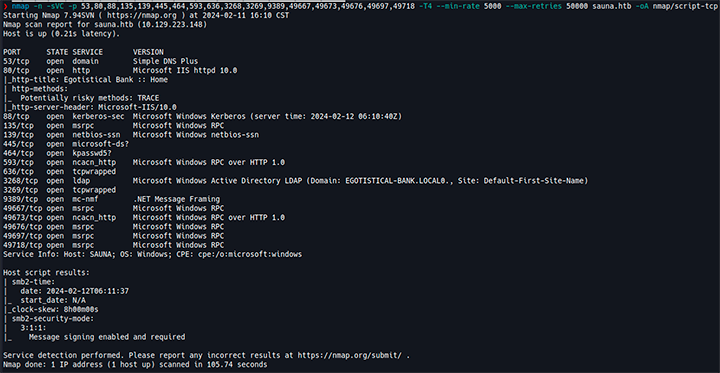 ❯ nmap -n -sVC -p 53,80,88,135,139,445,464,593,636,3268,3269,9389,49667,49673,49676,49697,49718 -T4 --min-rate 5000 --max-retries 50000 sauna.htb -oA nmap/script-tcp
Starting Nmap 7.94SVN ( https://nmap.org ) at 2024-02-11 16:10 CST
Nmap scan report for sauna.htb (10.129.223.148)
Host is up (0.21s latency).
PORT STATE SERVICE VERSION
53/tcp open domain Simple DNS Plus
80/tcp open http Microsoft IIS httpd 10.0
|_http-title: Egotistical Bank :: Home
| http-methods:
|_ Potentially risky methods: TRACE
|_http-server-header: Microsoft-IIS/10.0
88/tcp open kerberos-sec Microsoft Windows Kerberos (server time: 2024-02-12 06:10:40Z)
135/tcp open msrpc Microsoft Windows RPC
139/tcp open netbios-ssn Microsoft Windows netbios-ssn
445/tcp open microsoft-ds?
464/tcp open kpasswd5?
593/tcp open ncacn_http Microsoft Windows RPC over HTTP 1.0
636/tcp open tcpwrapped
3268/tcp open ldap Microsoft Windows Active Directory LDAP (Domain: EGOTISTICAL-BANK.LOCAL0., Site: Default-First-Site-Name)
3269/tcp open tcpwrapped
9389/tcp open mc-nmf .NET Message Framing
49667/tcp open msrpc Microsoft Windows RPC
49673/tcp open ncacn_http Microsoft Windows RPC over HTTP 1.0
49676/tcp open msrpc Microsoft Windows RPC
49697/tcp open msrpc Microsoft Windows RPC
49718/tcp open msrpc Microsoft Windows RPC
Service Info: Host: SAUNA; OS: Windows; CPE: cpe:/o:microsoft:windows
Host script results:
| smb2-time:
| date: 2024-02-12T06:11:37
|_ start_date: N/A
|_clock-skew: 8h00m00s
| smb2-security-mode:
| 3:1:1:
|_ Message signing enabled and required
Service detection performed. Please report any incorrect results at https://nmap.org/submit/ .
Nmap done: 1 IP address (1 host up) scanned in 105.74 seconds